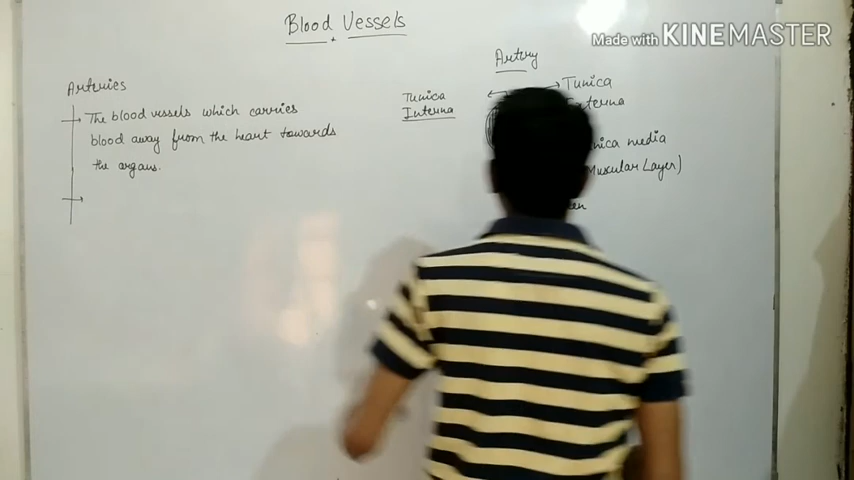 Blood Vessels
Made with KINEMASTER
Artery
Arteries
Tunica
Tunica
Interna
The blood vessels which carries
blood away from the heart towards
the organs.
media
Muscular Layer)